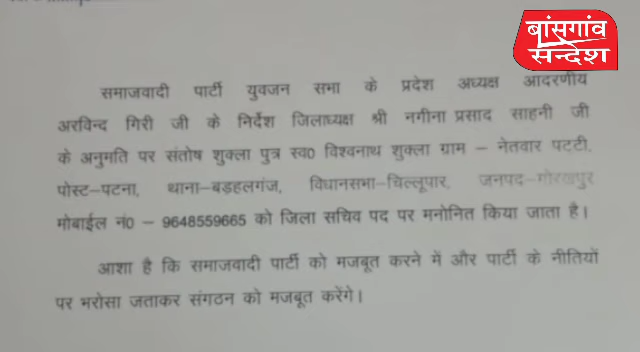 बांसगांव
सन्देश
समाजवादी पार्टी युवजन सभा के प्रदेश अध्यक्ष आदरणीय
अरविन्द गिरी जी के निर्देश जिलाध्यक्ष श्री नगीना प्रसाद साहनी जी
के अनुमति पर संतोष शुक्ला पुत्र स्व0 विश्वनाथ शुक्ला ग्राम – नेतवार पट्टी,
पोस्ट–पटना, थाना–बड़हलगंज, विधानसभा–चिल्लूपार, जनपद–गोरखपुर
मोबाईल नं0 – 9648559665 को जिला सचिव पद पर मनोनित किया जाता है।
आशा है कि समाजवादी पार्टी को मजबूत करने में और पार्टी के नीतियों
पर भरोसा जताकर संगठन को मजबूत करेंगे।